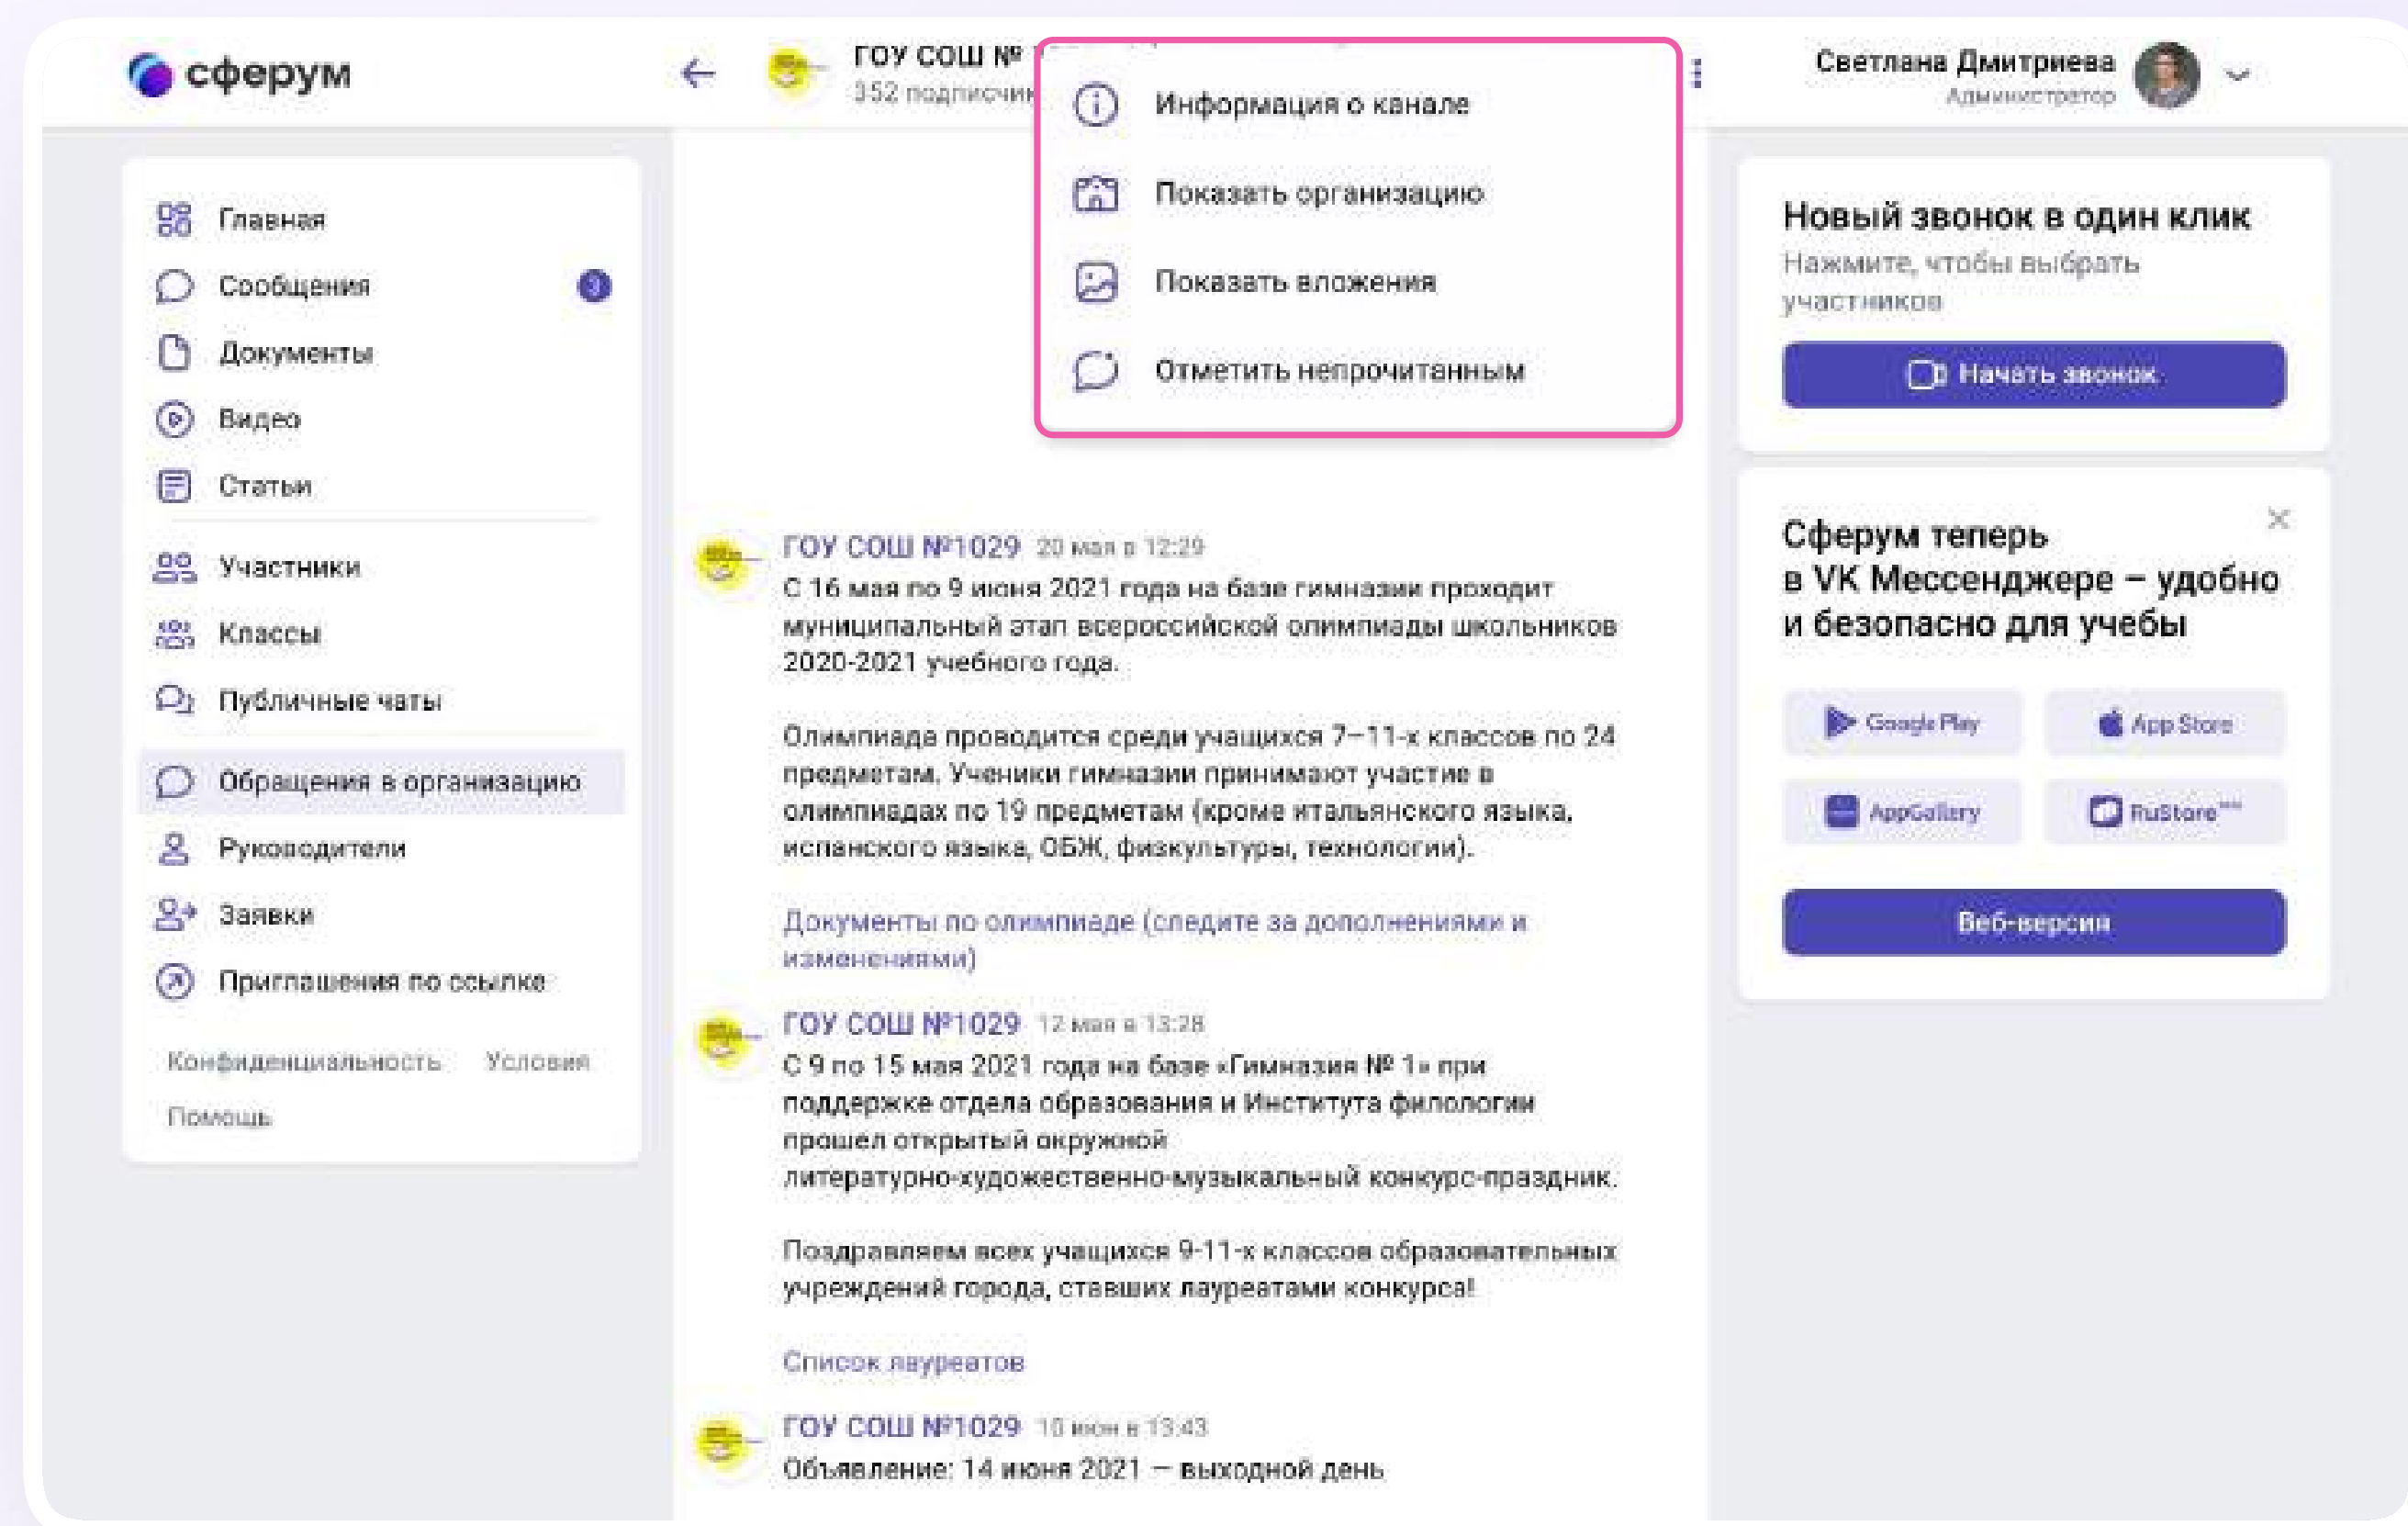 сферум
ГОУ СОШ №
352 подписчик
Светлана Дмитриева
Администратор
Информация о канале
Показать организацию
Показать вложения
Отметить непрочитанным
Главная
Сообщения 3
Документы
Видео
Статьи
Участники
Классы
Публичные чаты
Обращения в организацию
Руководители
Заявки
Приглашения по ссылке
Конфиденциальность Условия
Помощь
ГОУ СОШ №1029 20 мая в 12:29
С 16 мая по 9 июня 2021 года на базе гимназии проходит
муниципальный этап всероссийской олимпиады школьников
2020-2021 учебного года.
Олимпиада проводится среди учащихся 7–11-х классов по 24
предметам. Ученики гимназии принимают участие в
олимпиадах по 19 предметам (кроме итальянского языка,
испанского языка, ОБЖ, физкультуры, технологии).
Документы по олимпиаде (следите за дополнениями и
изменениями)
ГОУ СОШ №1029 12 мая в 13:28
С 9 по 15 мая 2021 года на базе «Гимназия № 1» при
поддержке отдела образования и Института филологии
прошел открытый окружной
литературно-художественно-музыкальный конкурс-праздник.
Поздравляем всех учащихся 9-11-х классов образовательных
учреждений города, ставших лауреатами конкурса!
Список лауреатов
ГОУ СОШ №1029 10 июн в 13:43
Объявление: 14 июня 2021 — выходной день
Новый звонок в один клик
Нажмите, чтобы выбрать
участников
Начать звонок
Сферум теперь
в VK Мессенджере – удобно
и безопасно для учебы
Google Play
App Store
AppGallery
RuStore
Веб-версия